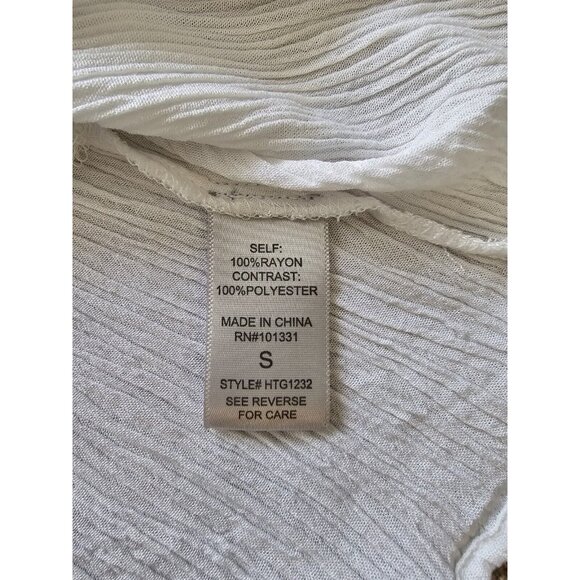 SELF:
100%RAYON
CONTRAST:
100%POLYESTER
MADE IN CHINA
RN#101331
S
STYLE# HTG1232
SEE REVERSE
FOR CARE